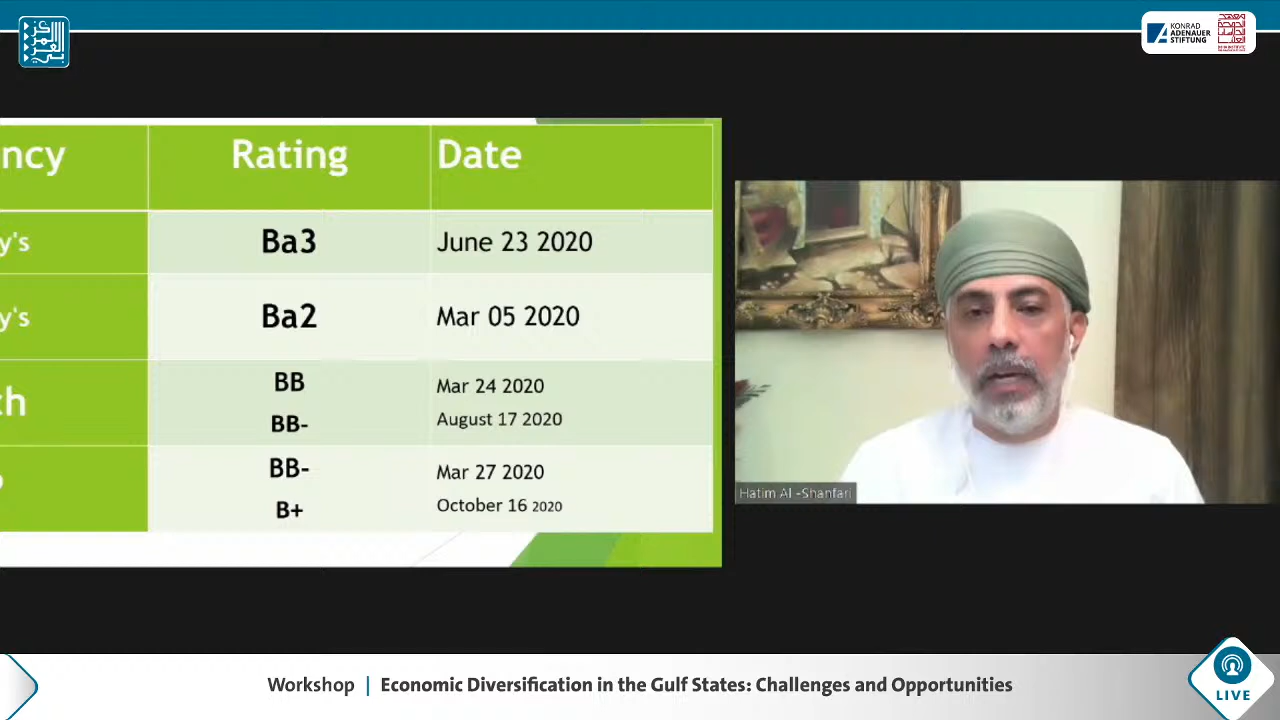 KONRAD
ADENAUER
STIFTUNG
ncy Rating Date
y's Ba3 June 23 2020
y's Ba2 Mar 05 2020
ch BB Mar 24 2020
BB- August 17 2020
BB- Mar 27 2020
B+ October 16 2020
Hatim Al -Shanfari
Workshop | Economic Diversification in the Gulf States: Challenges and Opportunities
LIVE